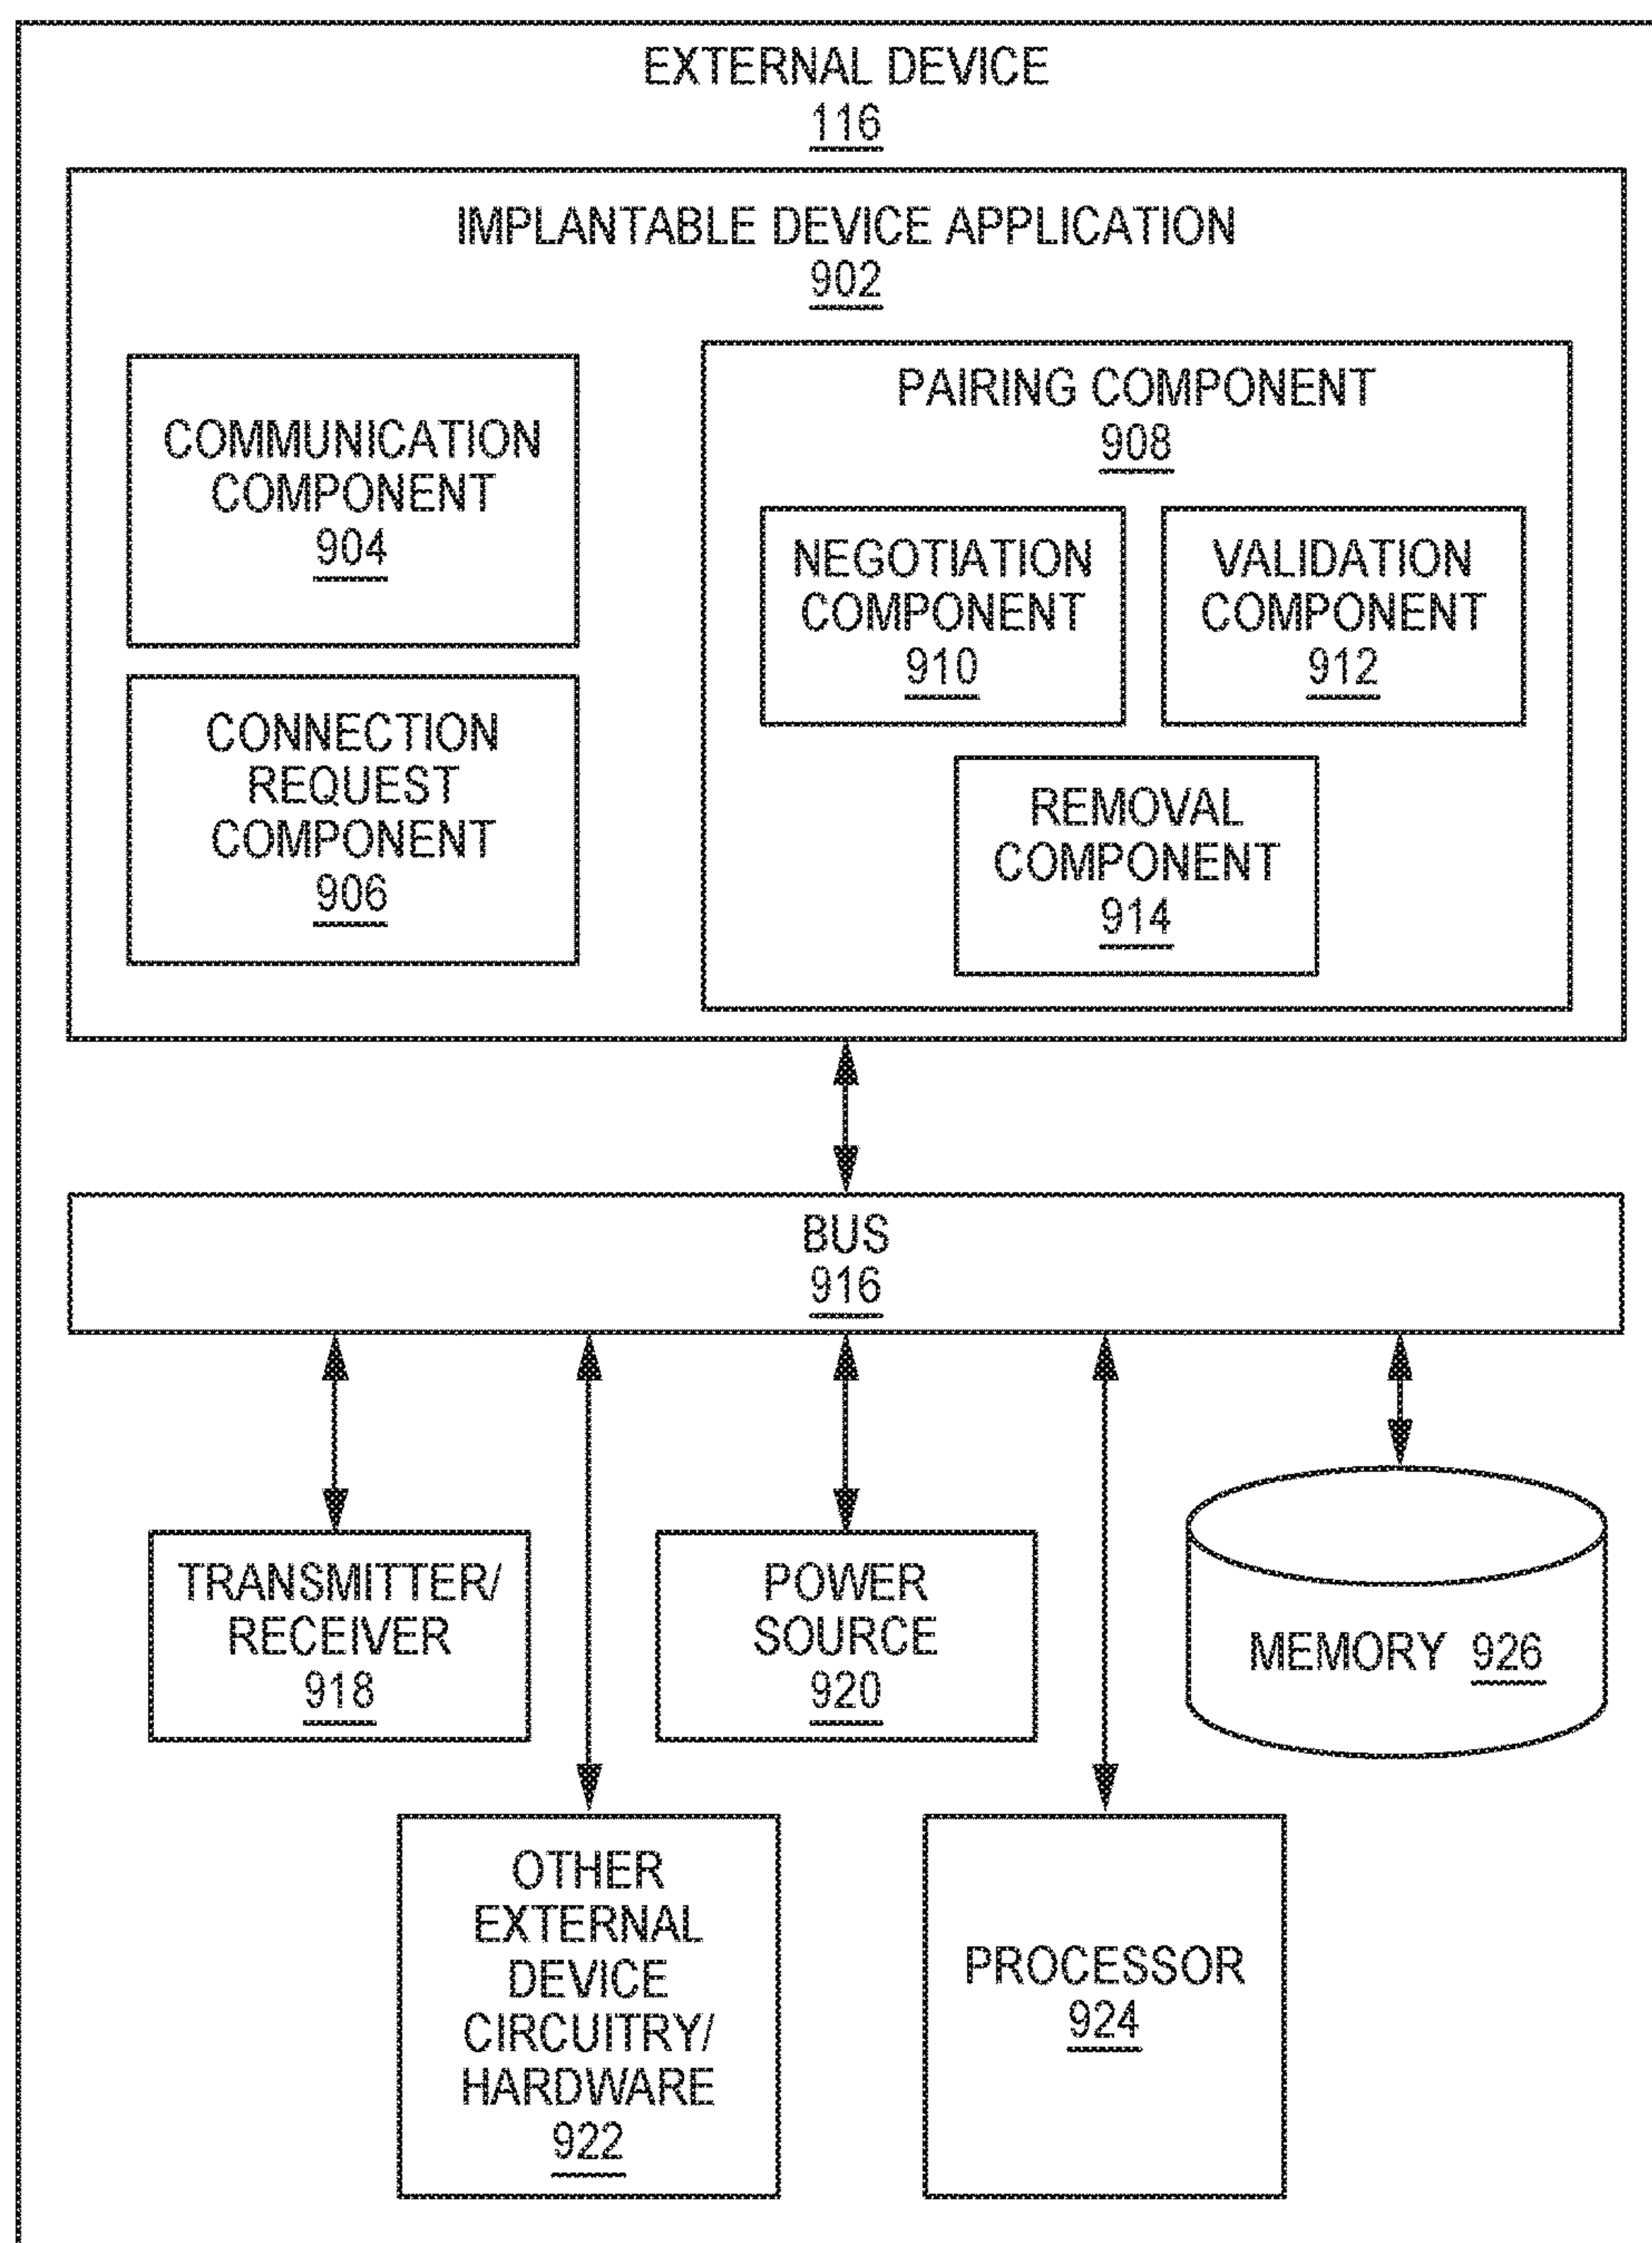 EXTERNAL DEVICE
116
IMPLANTABLE DEVICE APPLICATION
902
COMMUNICATION
COMPONENT
904
CONNECTION
REQUEST
COMPONENT
906
PAIRING COMPONENT
908
NEGOTIATION
COMPONENT
910
VALIDATION
COMPONENT
912
REMOVAL
COMPONENT
914
BUS
916
TRANSMITTER/
RECEIVER
918
POWER
SOURCE
920
MEMORY 926
OTHER
EXTERNAL
DEVICE
CIRCUITRY/
HARDWARE
922
PROCESSOR
924